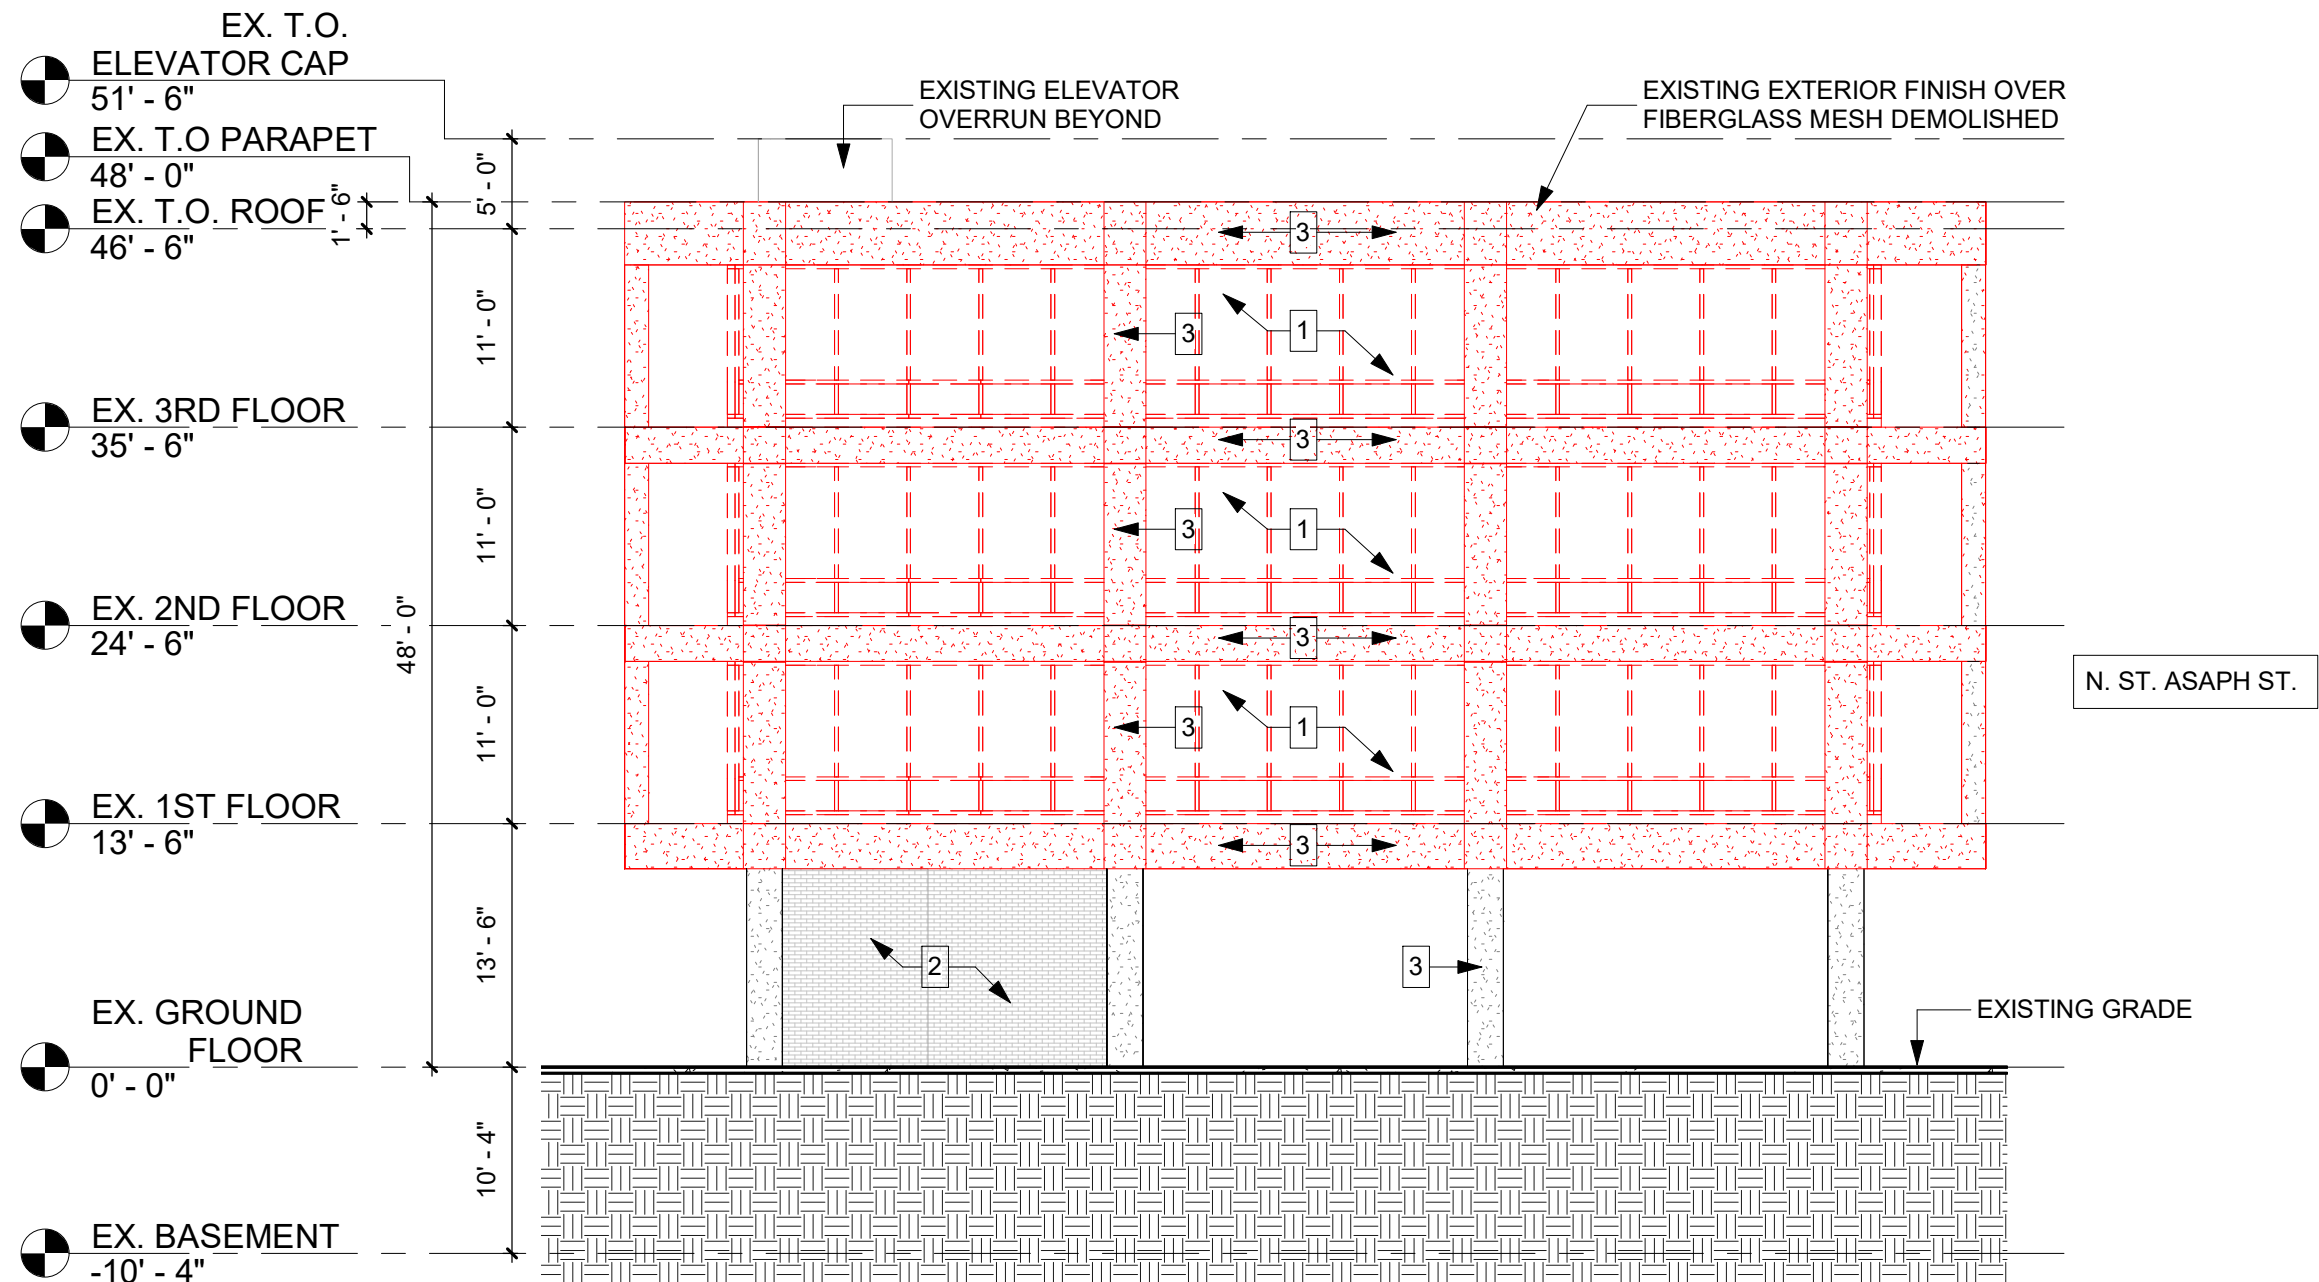 EX. T.O.
ELEVATOR CAP
51' - 6"
EX. T.O PARAPET
48' - 0"
EX. T.O. ROOF
46' - 6"
EX. 3RD FLOOR
35' - 6"
EX. 2ND FLOOR
24' - 6"
EX. 1ST FLOOR
13' - 6"
EX. GROUND
FLOOR
0' - 0"
EX. BASEMENT
-10' - 4"
1' - 6"
48' - 0"
5' - 0"
11' - 0"
11' - 0"
11' - 0"
13' - 6"
10' - 4"
EXISTING ELEVATOR
OVERRUN BEYOND
EXISTING EXTERIOR FINISH OVER
FIBERGLASS MESH DEMOLISHED
3
3
1
3
3
1
3
3
1
3
2
3
N. ST. ASAPH ST.
EXISTING GRADE